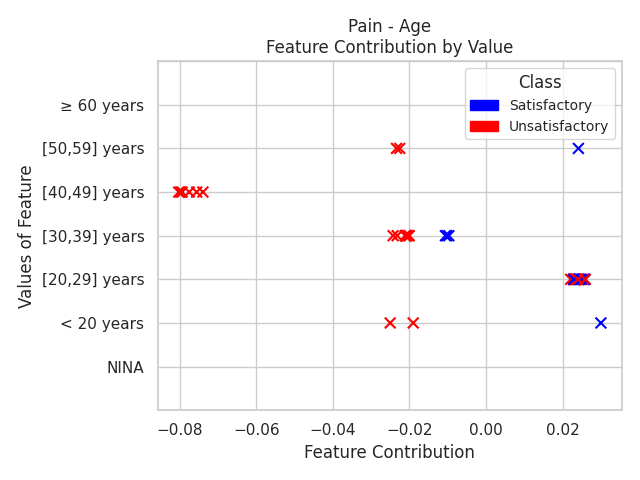 Pain - Age
Feature Contribution by Value
Class
Satisfactory
Unsatisfactory
Values of Feature
≥ 60 years
[50,59] years
[40,49] years
[30,39] years
[20,29] years
< 20 years
NINA
−0.08 −0.06 −0.04 −0.02 0.00 0.02
Feature Contribution